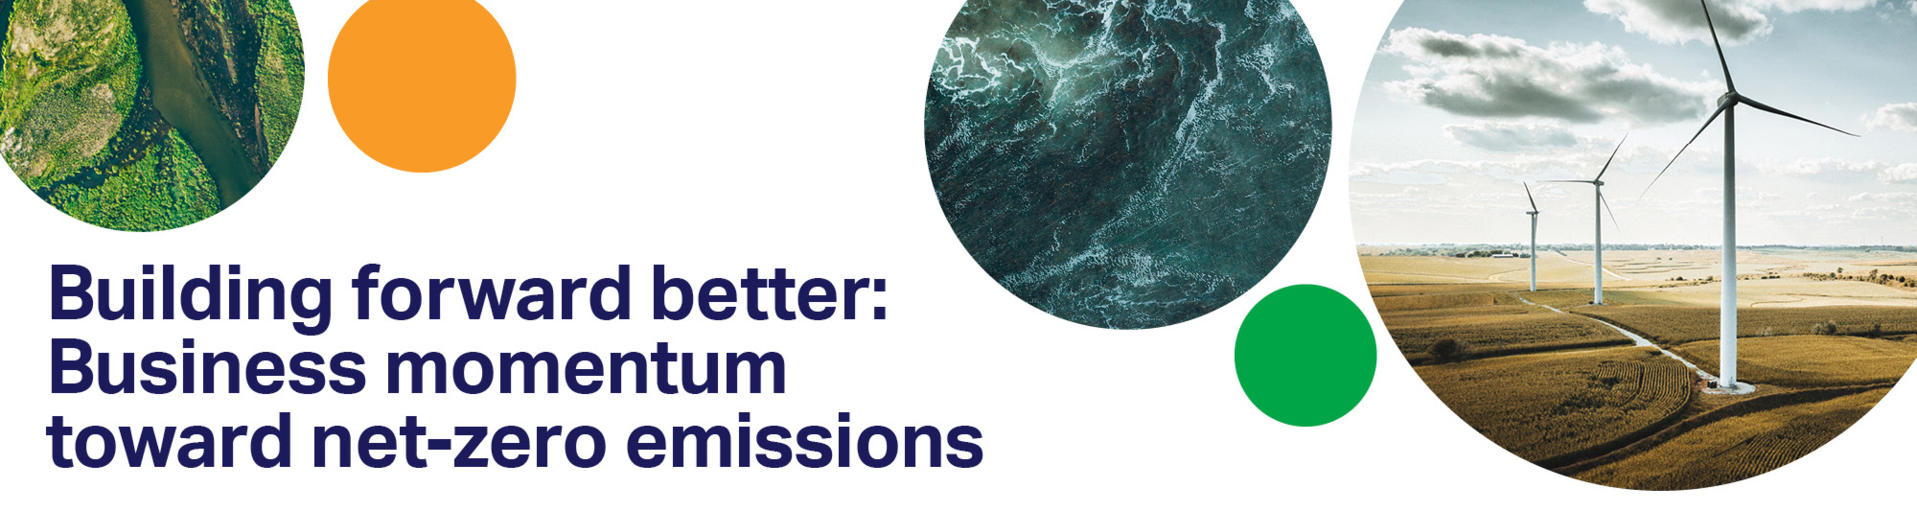 Building forward better:
Business momentum
toward net-zero emissions